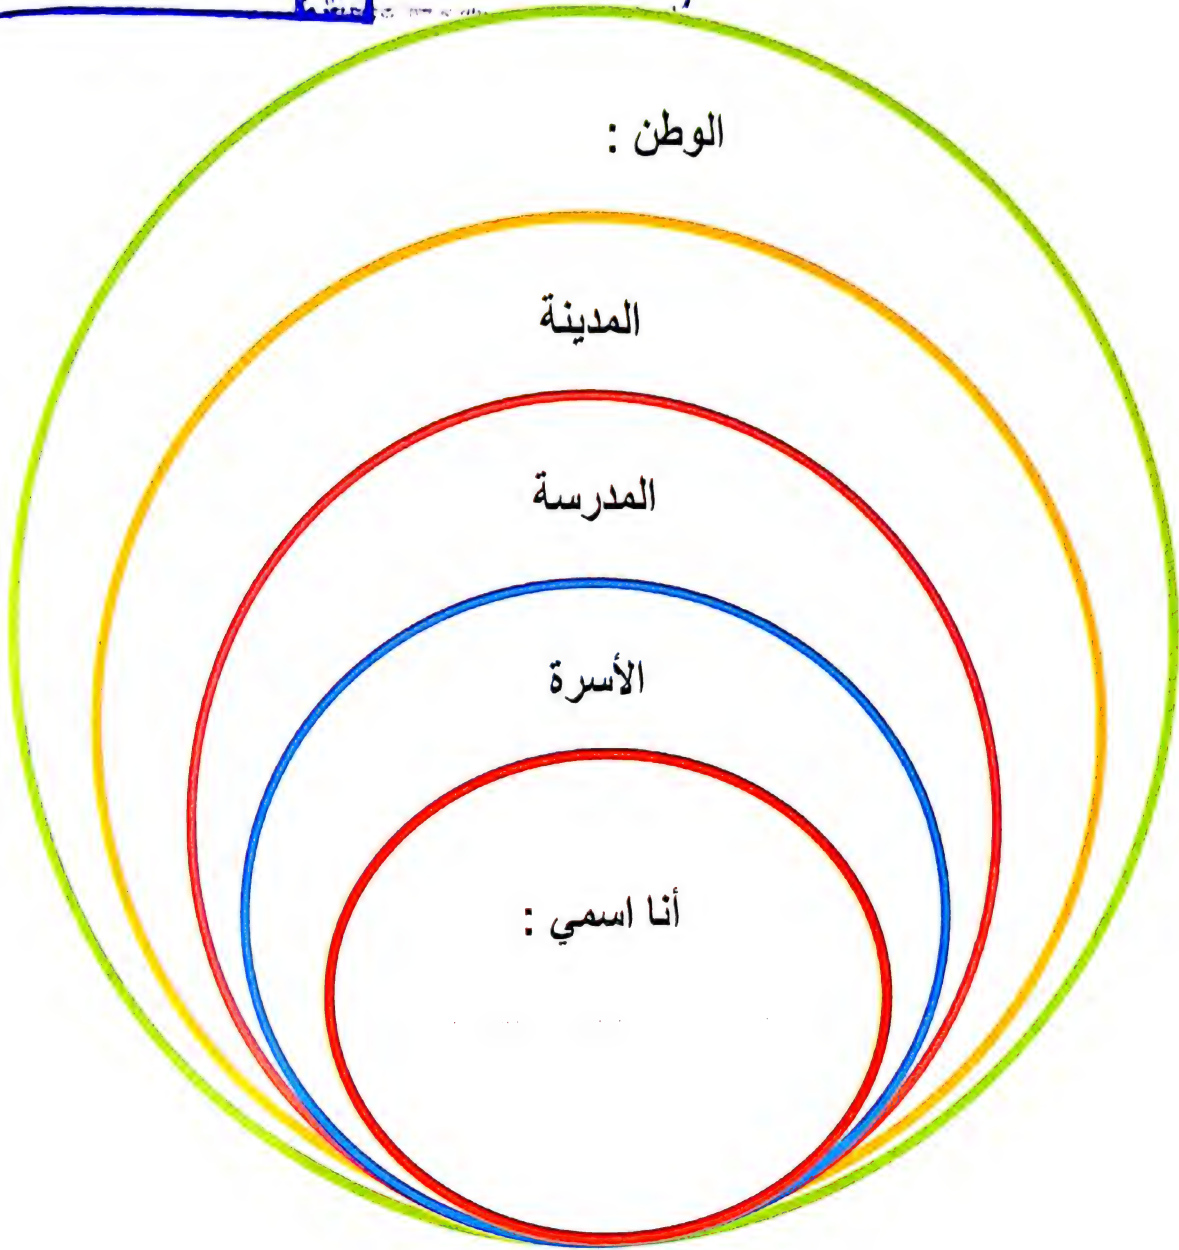 الوطن :
المدينة
المدرسة
الأسرة
أنا اسمي :